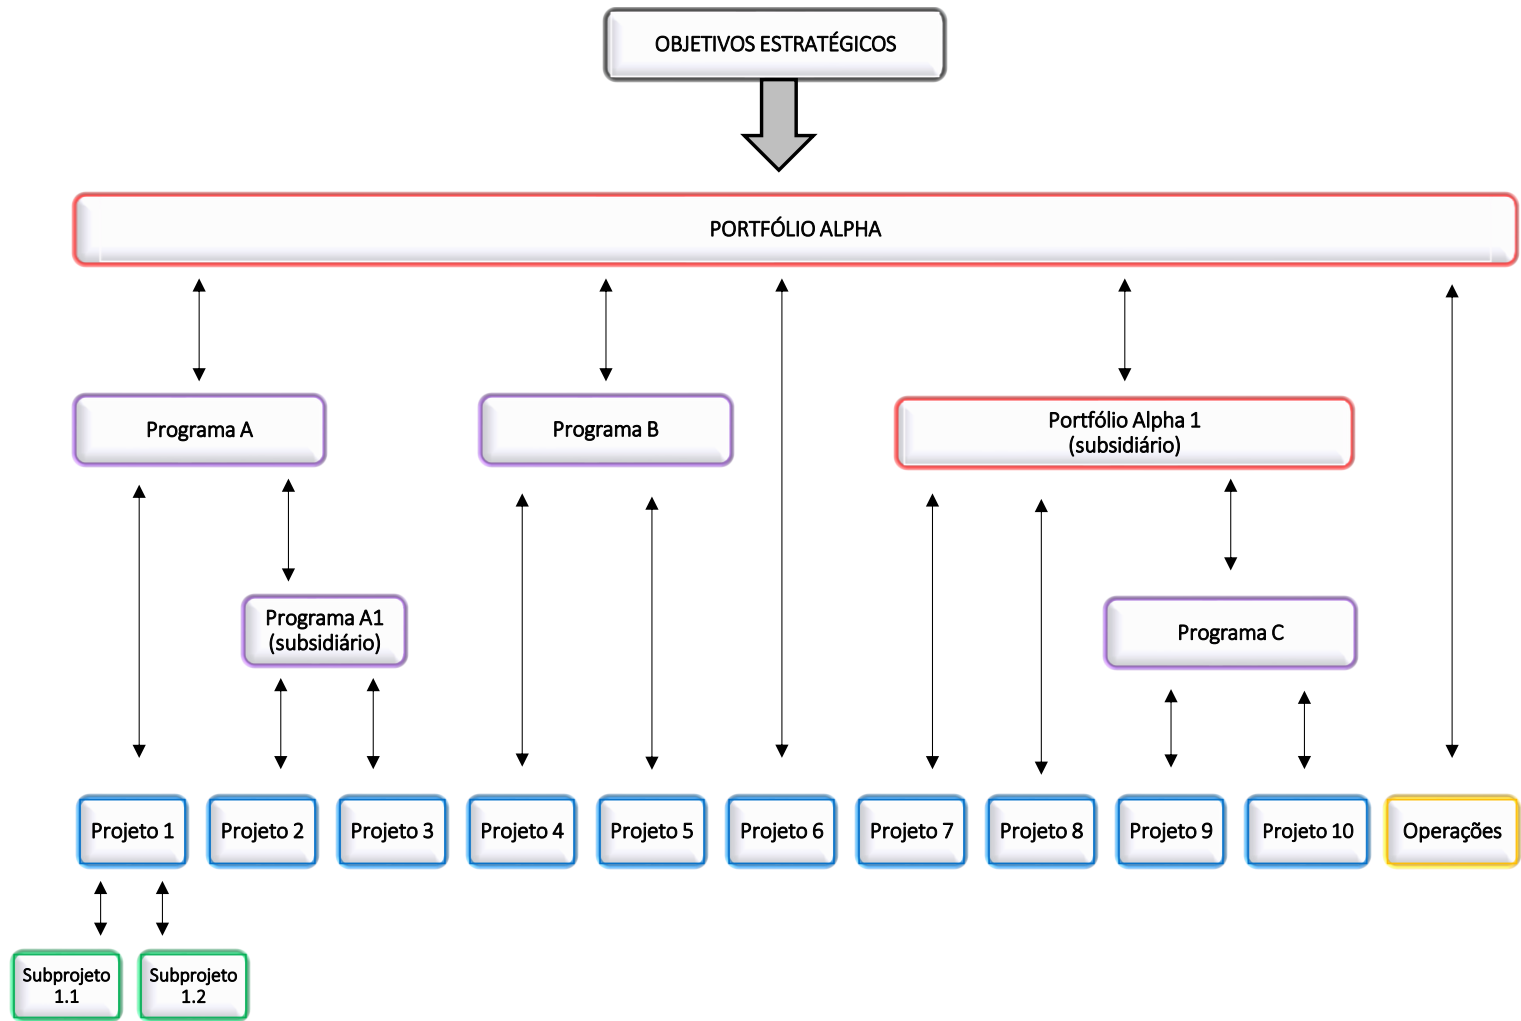 OBJETIVOS ESTRATÉGICOS
PORTFÓLIO ALPHA
Programa A
Programa B
Portfólio Alpha 1
(subsidiário)
Programa A1
(subsidiário)
Programa C
Projeto 1
Projeto 2
Projeto 3
Projeto 4
Projeto 5
Projeto 6
Projeto 7
Projeto 8
Projeto 9
Projeto 10
Operações
Subprojeto
1.1
Subprojeto
1.2